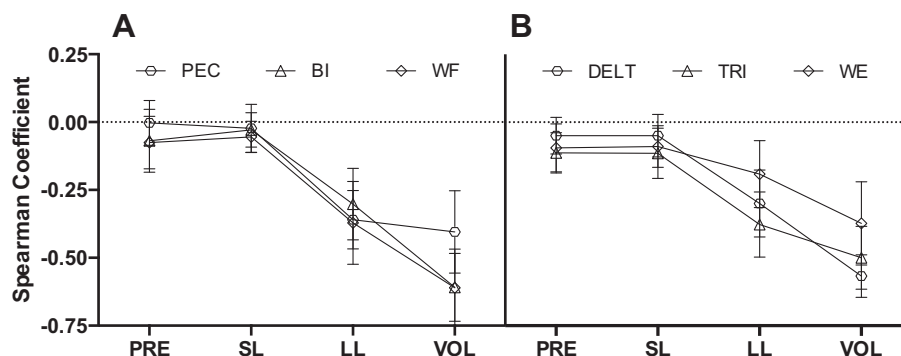 A
B
PEC BI WF
DELT TRI WE
Spearman Coefficient
0.25
0.00
-0.25
-0.50
-0.75
PRE SL LL VOL
PRE SL LL VOL